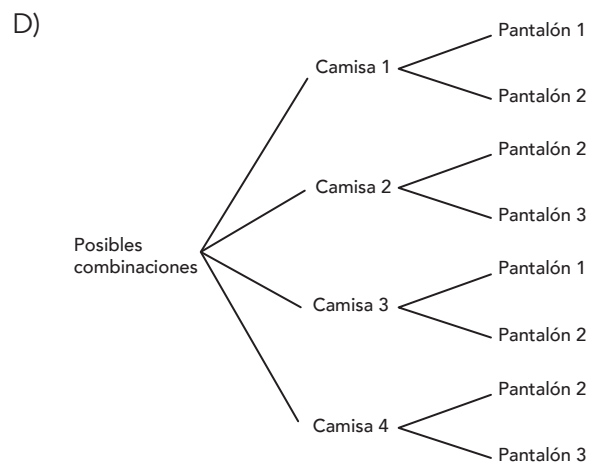 D)
Posibles
combinaciones
Camisa 1
Pantalón 1
Pantalón 2
Camisa 2
Pantalón 2
Pantalón 3
Camisa 3
Pantalón 1
Pantalón 2
Camisa 4
Pantalón 2
Pantalón 3